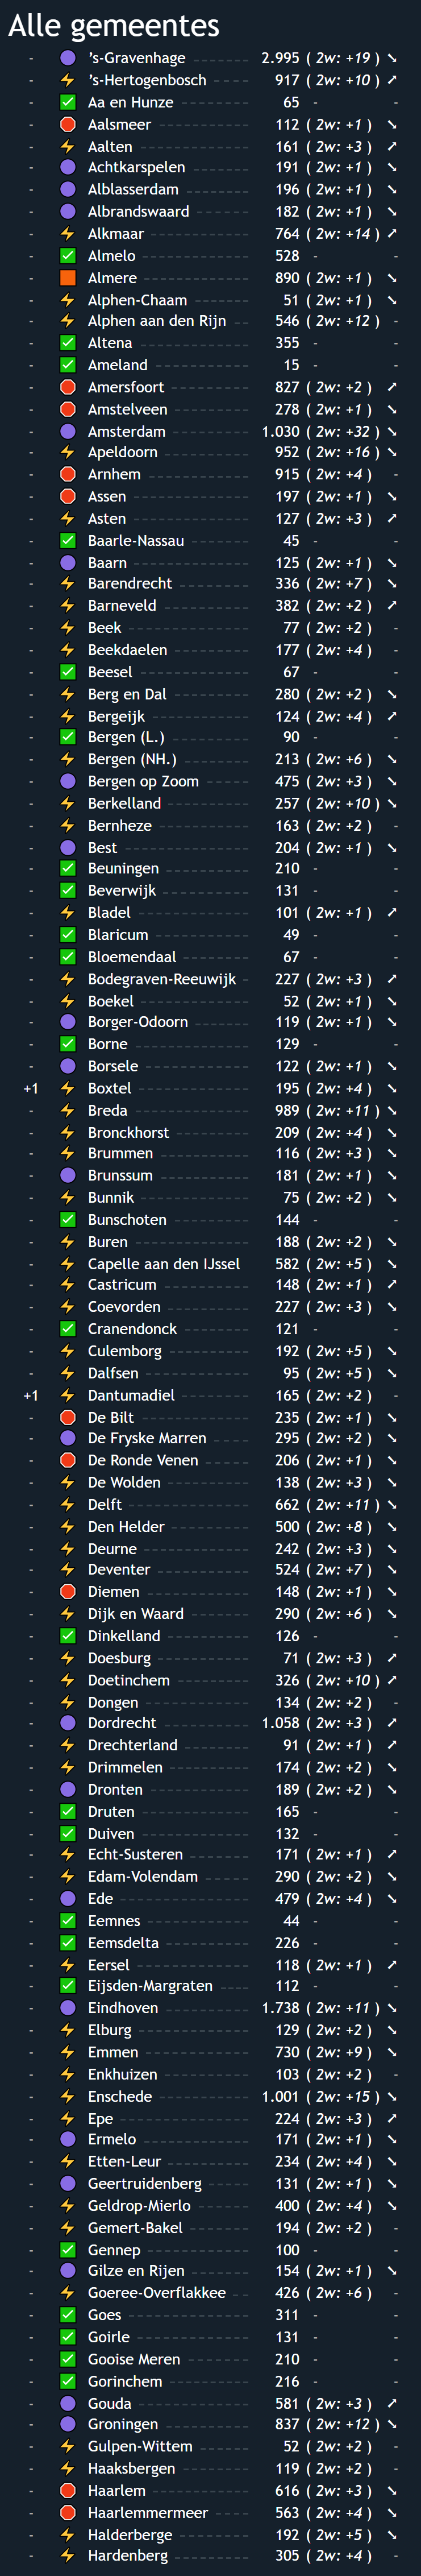 Alle gemeentes
- 's-Gravenhage 2.995 ( 2w: +19 ) ↘
- ⚡ 's-Hertogenbosch 917 ( 2w: +10 ) ↗
- ✅ Aa en Hunze 65 - -
- Aalsmeer 112 ( 2w: +1 ) ↘
- ⚡ Aalten 161 ( 2w: +3 ) ↗
- Achtkarspelen 191 ( 2w: +1 ) ↘
- Alblasserdam 196 ( 2w: +1 ) ↘
- Albrandswaard 182 ( 2w: +1 ) ↘
- ⚡ Alkmaar 764 ( 2w: +14 ) ↗
- ✅ Almelo 528 - -
- Almere 890 ( 2w: +1 ) ↘
- ⚡ Alphen-Chaam 51 ( 2w: +1 ) ↘
- ⚡ Alphen aan den Rijn 546 ( 2w: +12 ) -
- ✅ Altena 355 - -
- ✅ Ameland 15 - -
- Amersfoort 827 ( 2w: +2 ) ↗
- Amstelveen 278 ( 2w: +1 ) ↘
- Amsterdam 1.030 ( 2w: +32 ) ↘
- ⚡ Apeldoorn 952 ( 2w: +16 ) ↘
- Arnhem 915 ( 2w: +4 ) -
- Assen 197 ( 2w: +1 ) ↘
- ⚡ Asten 127 ( 2w: +3 ) ↗
- ✅ Baarle-Nassau 45 - -
- Baarn 125 ( 2w: +1 ) ↘
- ⚡ Barendrecht 336 ( 2w: +7 ) ↘
- ⚡ Barneveld 382 ( 2w: +2 ) ↗
- ⚡ Beek 77 ( 2w: +2 ) -
- ⚡ Beekdaelen 177 ( 2w: +4 ) -
- ✅ Beesel 67 - -
- ⚡ Berg en Dal 280 ( 2w: +2 ) ↘
- ⚡ Bergeijk 124 ( 2w: +4 ) ↗
- ✅ Bergen (L.) 90 - -
- ⚡ Bergen (NH.) 213 ( 2w: +6 ) ↘
- Bergen op Zoom 475 ( 2w: +3 ) ↘
- ⚡ Berkelland 257 ( 2w: +10 ) ↘
- ⚡ Bernheze 163 ( 2w: +2 ) -
- Best 204 ( 2w: +1 ) ↘
- ✅ Beuningen 210 - -
- ✅ Beverwijk 131 - -
- ⚡ Bladel 101 ( 2w: +1 ) ↗
- ✅ Blaricum 49 - -
- ✅ Bloemendaal 67 - -
- ⚡ Bodegraven-Reeuwijk 227 ( 2w: +3 ) ↗
- ⚡ Boekel 52 ( 2w: +1 ) ↘
- Borger-Odoorn 119 ( 2w: +1 ) ↘
- ✅ Borne 129 - -
- Borsele 122 ( 2w: +1 ) ↘
+1 ⚡ Boxtel 195 ( 2w: +4 ) ↘
- ⚡ Breda 989 ( 2w: +11 ) ↘
- ⚡ Bronckhorst 209 ( 2w: +4 ) ↘
- ⚡ Brummen 116 ( 2w: +3 ) ↘
- Brunssum 181 ( 2w: +1 ) ↘
- ⚡ Bunnik 75 ( 2w: +2 ) ↘
- ✅ Bunschoten 144 - -
- ⚡ Buren 188 ( 2w: +2 ) ↘
- ⚡ Capelle aan den IJssel 582 ( 2w: +5 ) ↘
- ⚡ Castricum 148 ( 2w: +1 ) ↗
- ⚡ Coevorden 227 ( 2w: +3 ) ↘
- ✅ Cranendonck 121 - -
- ⚡ Culemborg 192 ( 2w: +5 ) ↘
- ⚡ Dalfsen 95 ( 2w: +5 ) ↘
+1 ⚡ Dantumadiel 165 ( 2w: +2 ) -
- De Bilt 235 ( 2w: +1 ) ↘
- De Fryske Marren 295 ( 2w: +2 ) ↘
- De Ronde Venen 206 ( 2w: +1 ) ↘
- ⚡ De Wolden 138 ( 2w: +3 ) ↘
- ⚡ Delft 662 ( 2w: +11 ) ↘
- ⚡ Den Helder 500 ( 2w: +8 ) ↘
- ⚡ Deurne 242 ( 2w: +3 ) ↘
- ⚡ Deventer 524 ( 2w: +7 ) ↘
- Diemen 148 ( 2w: +1 ) ↘
- ⚡ Dijk en Waard 290 ( 2w: +6 ) ↘
- ✅ Dinkelland 126 - -
- ⚡ Doesburg 71 ( 2w: +3 ) ↗
- ⚡ Doetinchem 326 ( 2w: +10 ) ↗
- ⚡ Dongen 134 ( 2w: +2 ) -
- Dordrecht 1.058 ( 2w: +3 ) ↗
- ⚡ Drechterland 91 ( 2w: +1 ) ↗
- ⚡ Drimmelen 174 ( 2w: +2 ) ↘
- Dronten 189 ( 2w: +2 ) ↘
- ✅ Druten 165 - -
- ✅ Duiven 132 - -
- ⚡ Echt-Susteren 171 ( 2w: +1 ) ↗
- ⚡ Edam-Volendam 290 ( 2w: +2 ) ↘
- Ede 479 ( 2w: +4 ) ↘
- ✅ Eemnes 44 - -
- ✅ Eemsdelta 226 - -
- ⚡ Eersel 118 ( 2w: +1 ) ↗
- ✅ Eijsden-Margraten 112 - -
- Eindhoven 1.738 ( 2w: +11 ) ↘
- ⚡ Elburg 129 ( 2w: +2 ) ↘
- ⚡ Emmen 730 ( 2w: +9 ) ↘
- ⚡ Enkhuizen 103 ( 2w: +2 ) -
- ⚡ Enschede 1.001 ( 2w: +15 ) ↘
- ⚡ Epe 224 ( 2w: +3 ) ↗
- Ermelo 171 ( 2w: +1 ) ↘
- ⚡ Etten-Leur 234 ( 2w: +4 ) ↘
- Geertruidenberg 131 ( 2w: +1 ) ↘
- ⚡ Geldrop-Mierlo 400 ( 2w: +4 ) ↘
- ⚡ Gemert-Bakel 194 ( 2w: +2 ) -
- ✅ Gennep 100 - -
- Gilze en Rijen 154 ( 2w: +1 ) ↘
- ⚡ Goeree-Overflakkee 426 ( 2w: +6 ) -
- ✅ Goes 311 - -
- ✅ Goirle 131 - -
- ✅ Gooise Meren 210 - -
- ✅ Gorinchem 216 - -
- Gouda 581 ( 2w: +3 ) ↗
- Groningen 837 ( 2w: +12 ) ↘
- ⚡ Gulpen-Wittem 52 ( 2w: +2 ) -
- ⚡ Haaksbergen 119 ( 2w: +2 ) -
- Haarlem 616 ( 2w: +3 ) ↘
- Haarlemmermeer 563 ( 2w: +4 ) ↘
- ⚡ Halderberge 192 ( 2w: +5 ) ↘
- ⚡ Hardenberg 305 ( 2w: +4 ) -